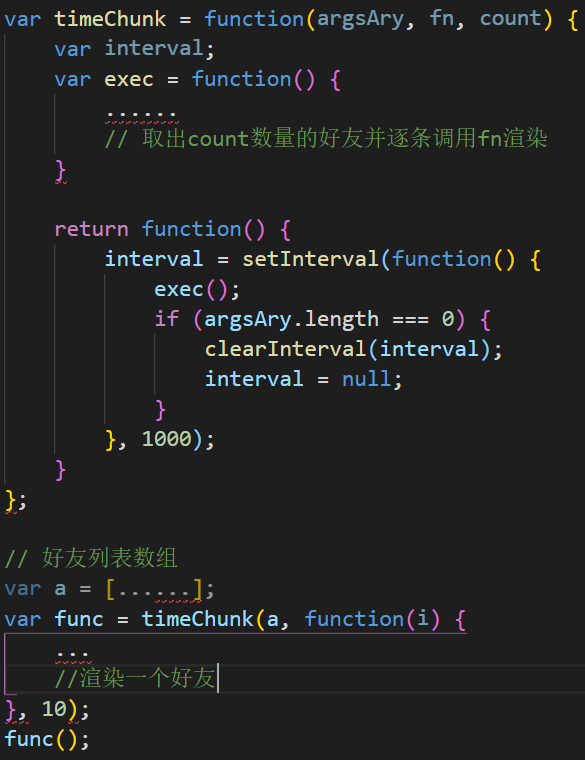 var timeChunk = function(argsAry, fn, count) {
var interval;
var exec = function() {
......
// 取出count数量的好友并逐条调用fn渲染
}
return function() {
interval = setInterval(function() {
exec();
if (argsAry.length === 0) {
clearInterval(interval);
interval = null;
}
}, 1000);
}
};
// 好友列表数组
var a = [......];
var func = timeChunk(a, function(i) {
...
//渲染一个好友
}, 10);
func();